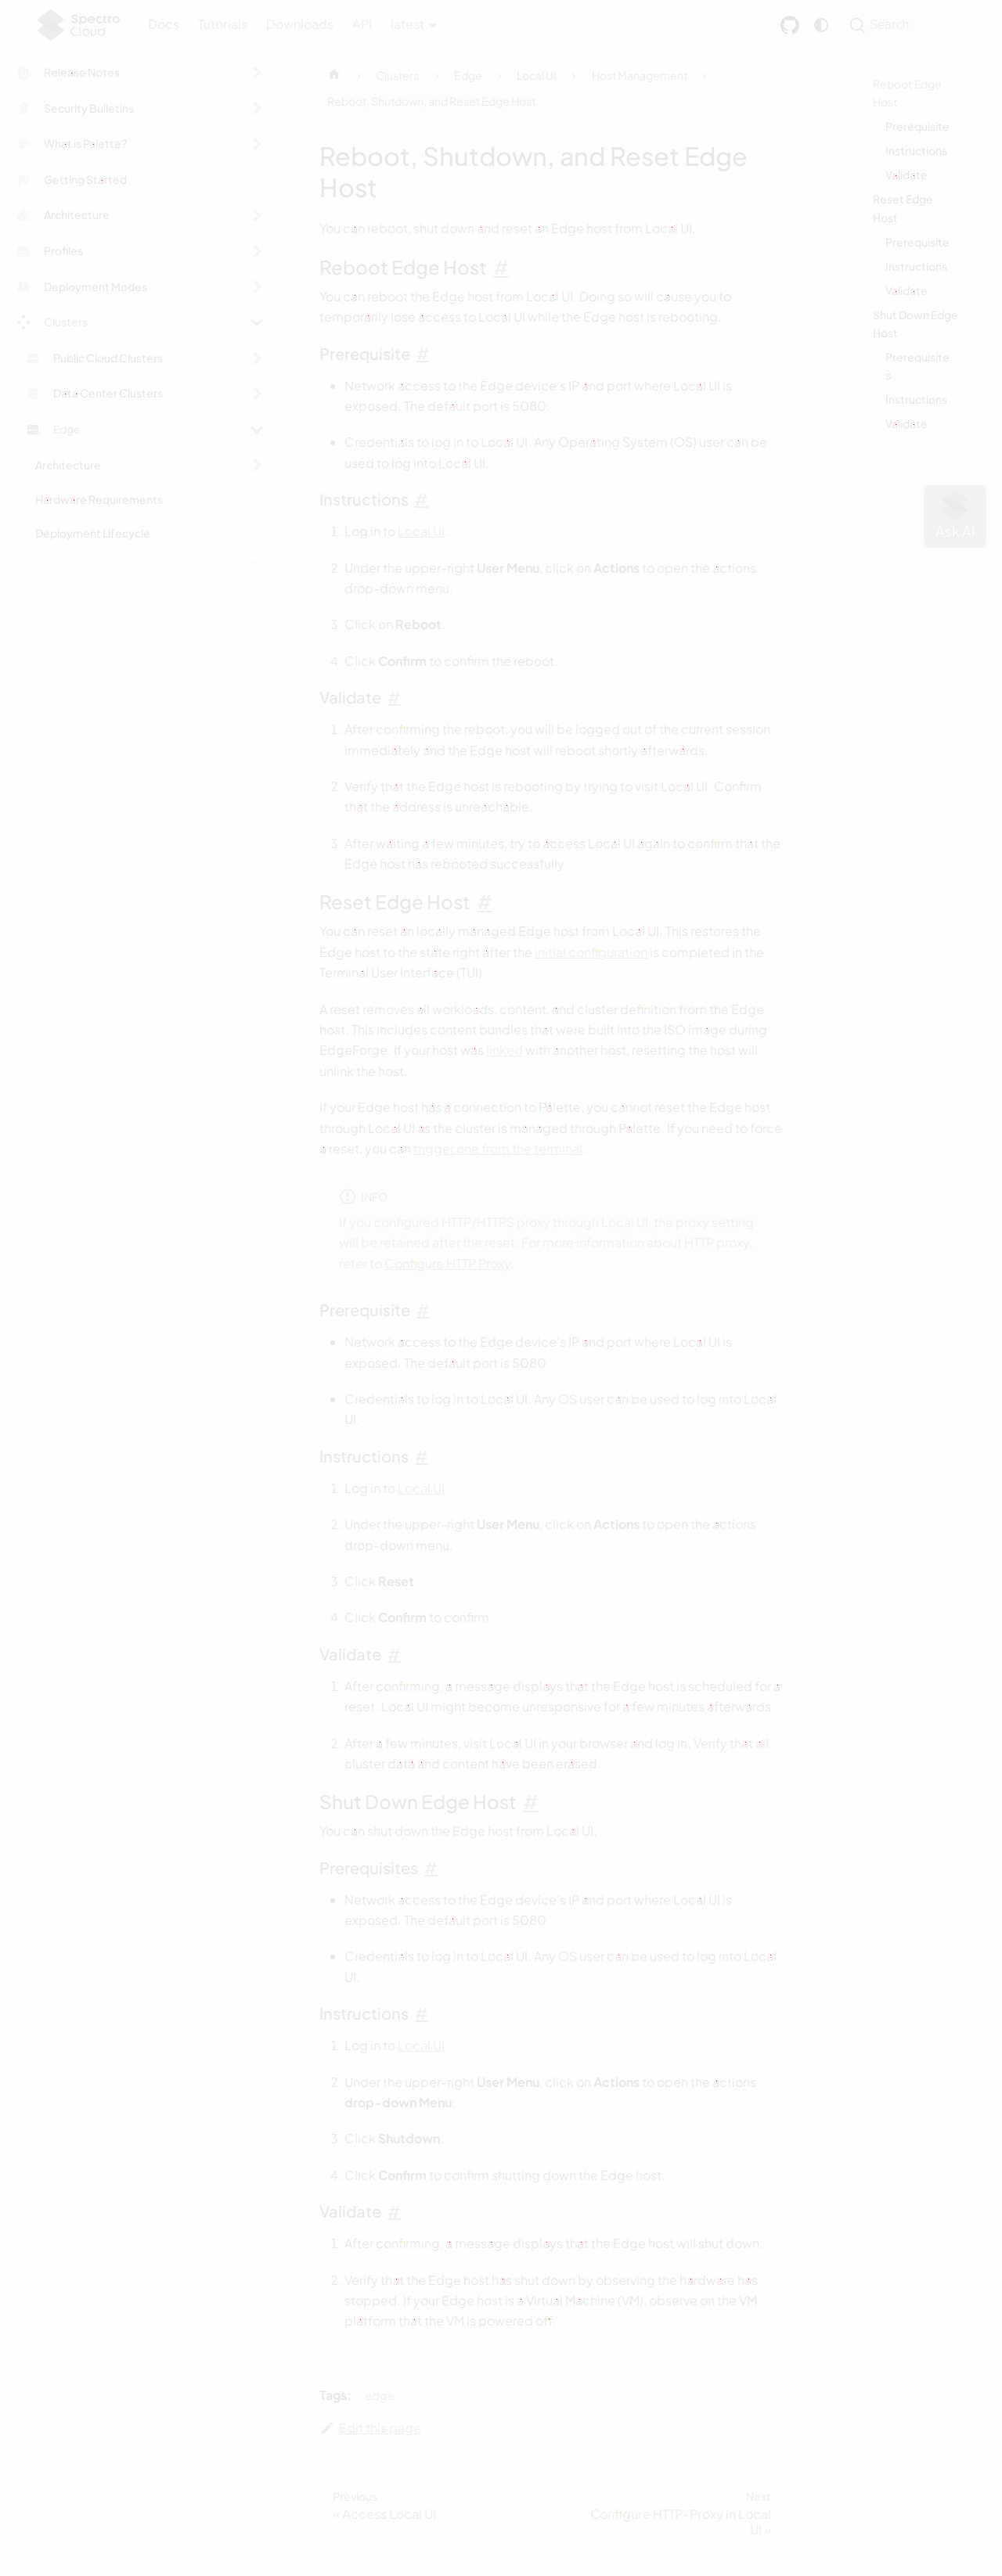 Spectro
Cloud
Docs
Tutorials
Downloads
API
latest
Search
Release Notes
Security Bulletins
What is Palette?
Getting Started
Architecture
Profiles
Deployment Modes
Clusters
Public Cloud Clusters
Data Center Clusters
Edge
Architecture
Hardware Requirements
Deployment Lifecycle
Clusters
Edge
Local UI
Host Management
Reboot, Shutdown, and Reset Edge Host
Reboot, Shutdown, and Reset Edge
Host
You can reboot, shut down and reset an Edge host from Local UI.
Reboot Edge Host #
You can reboot the Edge host from Local UI. Doing so will cause you to
temporarily lose access to Local UI while the Edge host is rebooting.
Prerequisite #
• Network access to the Edge device's IP and port where Local UI is
exposed. The default port is 5080.
• Credentials to log in to Local UI. Any Operating System (OS) user can be
used to log into Local UI.
Instructions #
1. Log in to Local UI.
2. Under the upper-right User Menu, click on Actions to open the actions
drop-down menu.
3. Click on Reboot.
4. Click Confirm to confirm the reboot.
Validate #
1. After confirming the reboot, you will be logged out of the current session
immediately and the Edge host will reboot shortly afterwards.
2. Verify that the Edge host is rebooting by trying to visit Local UI. Confirm
that the address is unreachable.
3. After waiting a few minutes, try to access Local UI again to confirm that the
Edge host has rebooted successfully.
Reset Edge Host #
You can reset an locally managed Edge host from Local UI. This restores the
Edge host to the state right after the initial configuration is completed in the
Terminal User Interface (TUI).
A reset removes all workloads, content, and cluster definition from the Edge
host. This includes content bundles that were built into the ISO image during
EdgeForge. If your host was linked with another host, resetting the host will
unlink the host.
If your Edge host has a connection to Palette, you cannot reset the Edge host
through Local UI as the cluster is managed through Palette. If you need to force
a reset, you can trigger one from the terminal.
INFO
If you configured HTTP/HTTPS proxy through Local UI, the proxy setting
will be retained after the reset. For more information about HTTP proxy,
refer to Configure HTTP Proxy
Prerequisite #
• Network access to the Edge device's IP and port where Local UI is
exposed. The default port is 5080.
• Credentials to log in to Local UI. Any OS user can be used to log into Local
UI.
Instructions #
1. Log in to Local UI.
2. Under the upper-right User Menu, click on Actions to open the actions
drop-down menu.
3. Click Reset.
4. Click Confirm to confirm.
Validate #
1. After confirming, a message displays that the Edge host is scheduled for a
reset. Local UI might become unresponsive for a few minutes afterwards.
2. After a few minutes, visit Local UI in your browser and log in. Verify that all
cluster data and content have been erased.
Shut Down Edge Host #
You can shut down the Edge host from Local UI.
Prerequisites #
• Network access to the Edge device's IP and port where Local UI is
exposed. The default port is 5080.
• Credentials to log in to Local UI. Any OS user can be used to log into Local
UI.
Instructions #
1. Log in to Local UI.
2. Under the upper-right User Menu, click on Actions to open the actions
drop-down Menu.
3. Click Shutdown.
4. Click Confirm to confirm shutting down the Edge host.
Validate #
1. After confirming, a message displays that the Edge host will shut down.
2. Verify that the Edge host has shut down by observing the hardware has
stopped. If your Edge host is a Virtual Machine (VM), observe on the VM
platform that the VM is powered off.
Tags: edge
Edit this page
Previous
« Access Local UI
Next
Configure HTTP-Proxy in Local
UI »
Reboot Edge
Host
Prerequisite
Instructions
Validate
Reset Edge
Host
Prerequisite
Instructions
Validate
Shut Down Edge
Host
Prerequisite
s
Instructions
Validate
Ask AI